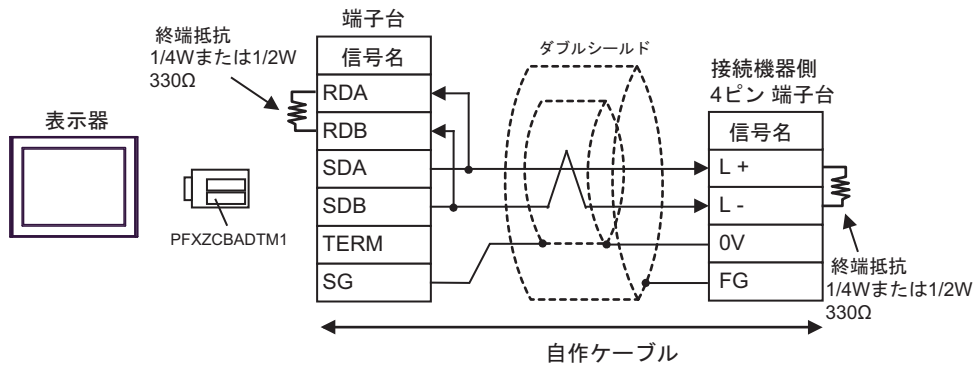 端子台
終端抵抗
1/4Wまたは1/2W
330Ω
信号名
RDA
RDB
SDA
SDB
TERM
SG
表示器
PFXZCBADTM1
ダブルシールド
接続機器側
4ピン 端子台
信号名
L +
L -
0V
FG
終端抵抗
1/4Wまたは1/2W
330Ω
自作ケーブル